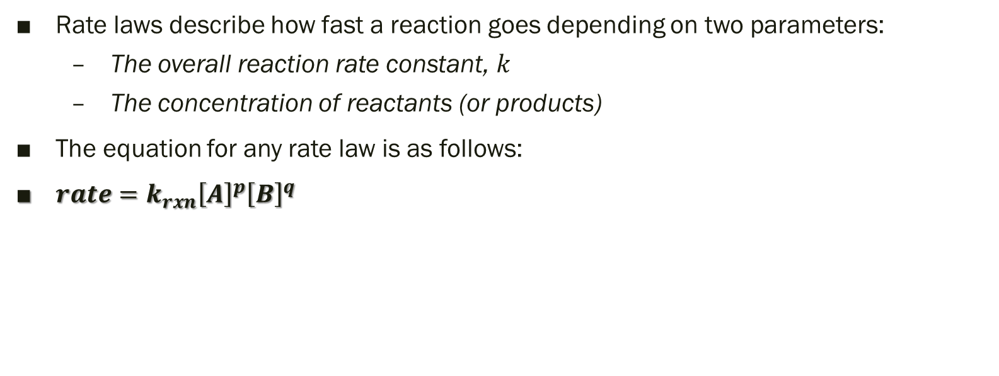 ■ Rate laws describe how fast a reaction goes depending on two parameters:
– The overall reaction rate constant, k
– The concentration of reactants (or products)
■ The equation for any rate law is as follows:
■ rate = k_{rxn}[A]^p[B]^q